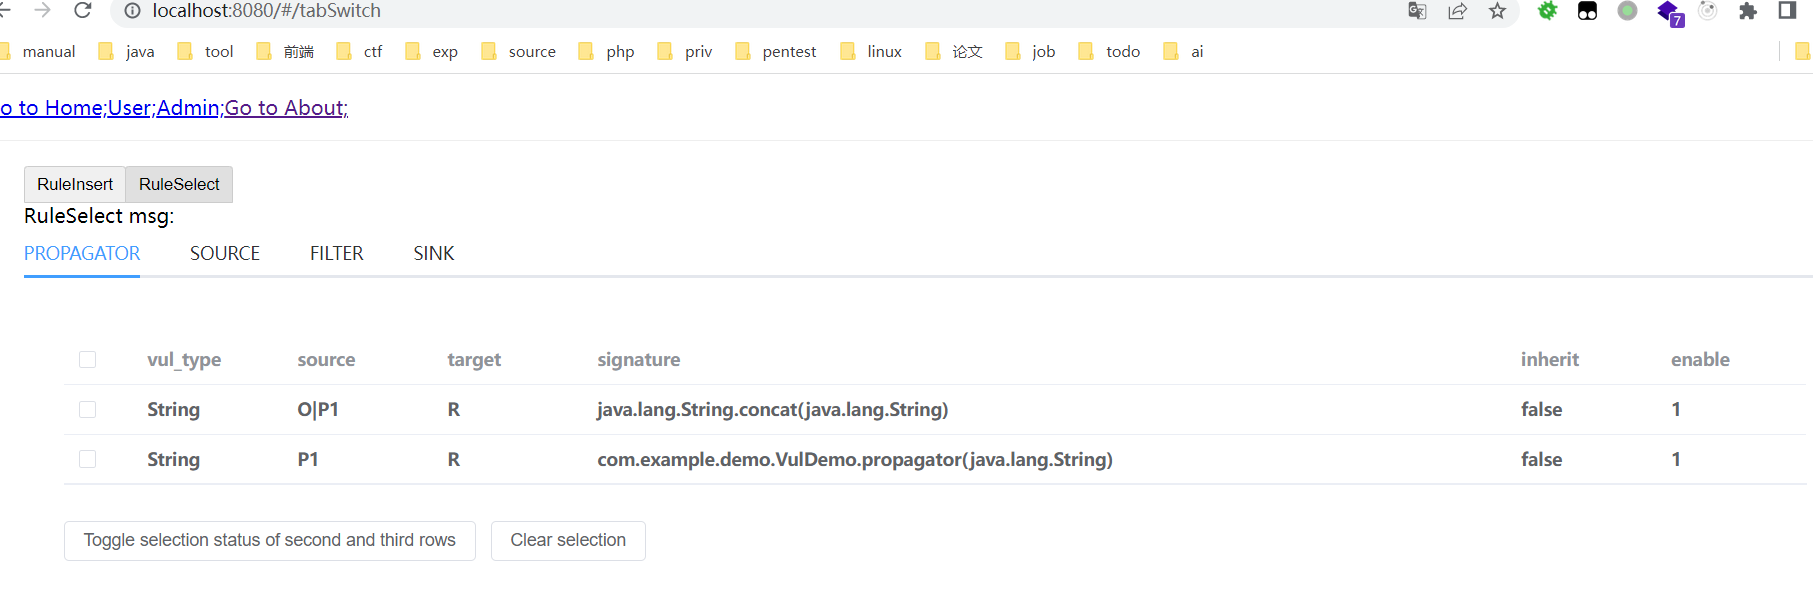 localhost:8080/#/tabSwitch
7
manual java tool 前端 ctf exp source php priv pentest linux 论文 job todo ai
o to Home;User;Admin;Go to About;
RuleInsert RuleSelect
RuleSelect msg:
PROPAGATOR SOURCE FILTER SINK
vul_type source target signature inherit enable
String O|P1 R java.lang.String.concat(java.lang.String) false 1
String P1 R com.example.demo.VulDemo.propagator(java.lang.String) false 1
Toggle selection status of second and third rows Clear selection